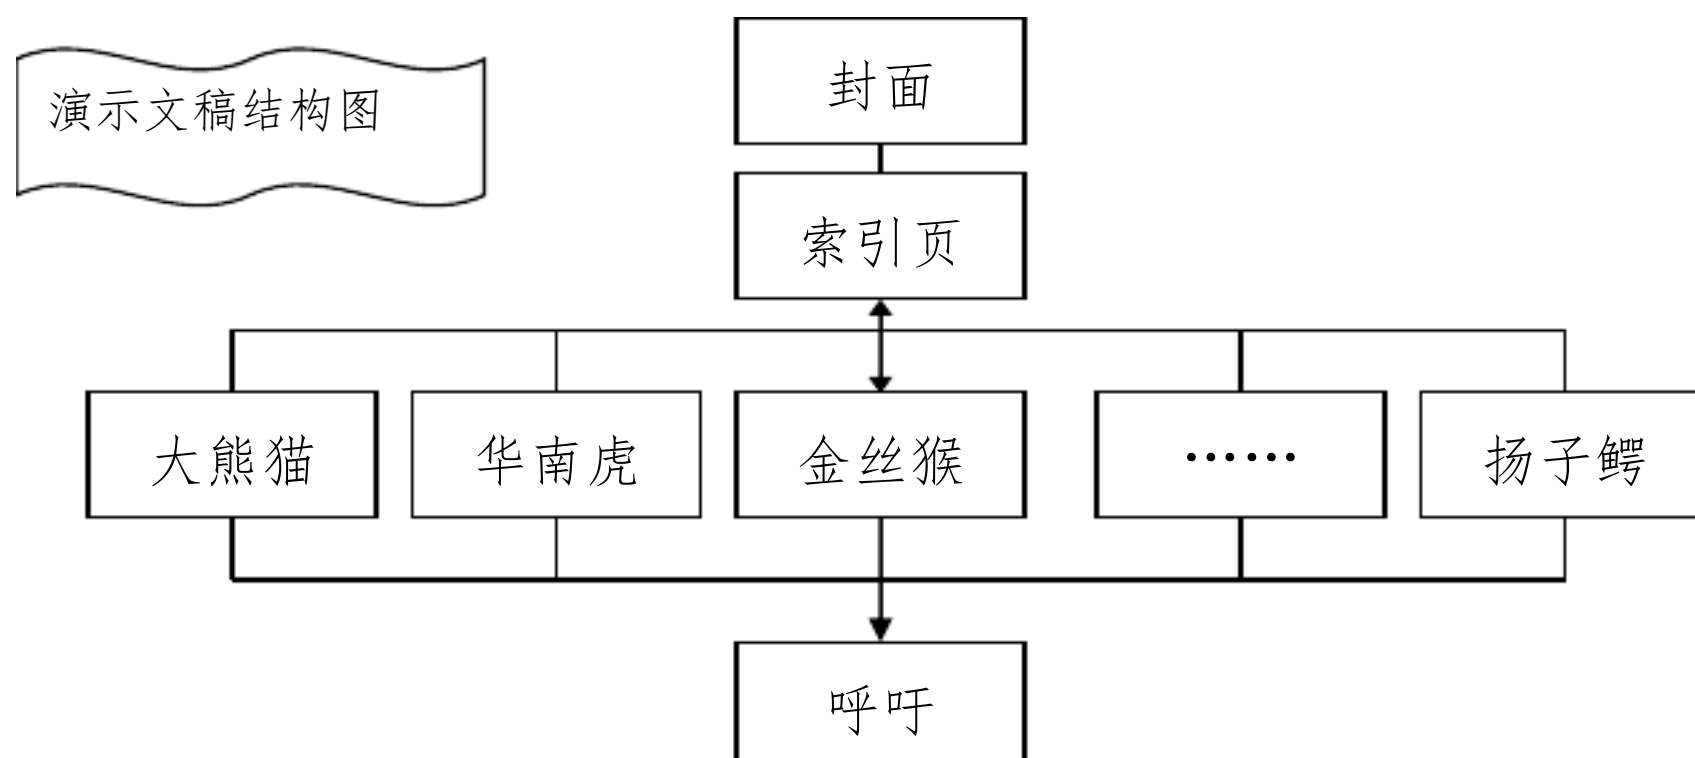 演示文稿结构图
封面
索引页
大熊猫
华南虎
金丝猴
……
扬子鳄
呼吁